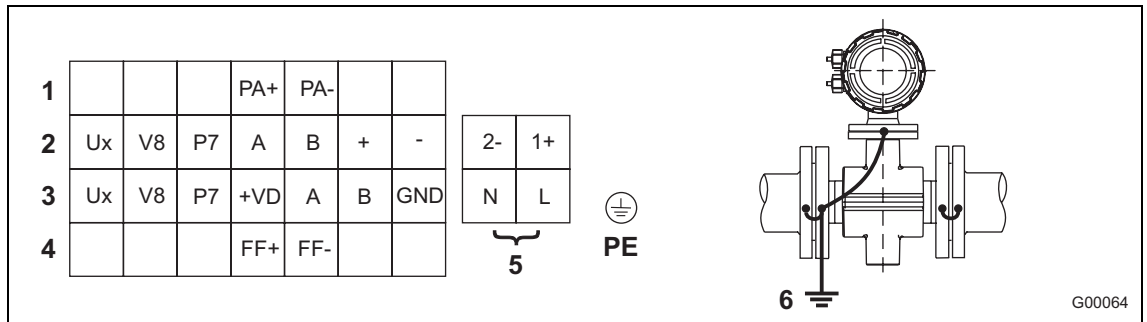 1 PA+ PA-
2 Ux V8 P7 A B + - 2- 1+
3 Ux V8 P7 +VD A B GND N L
4 FF+ FF-
5
PE
6
G00064